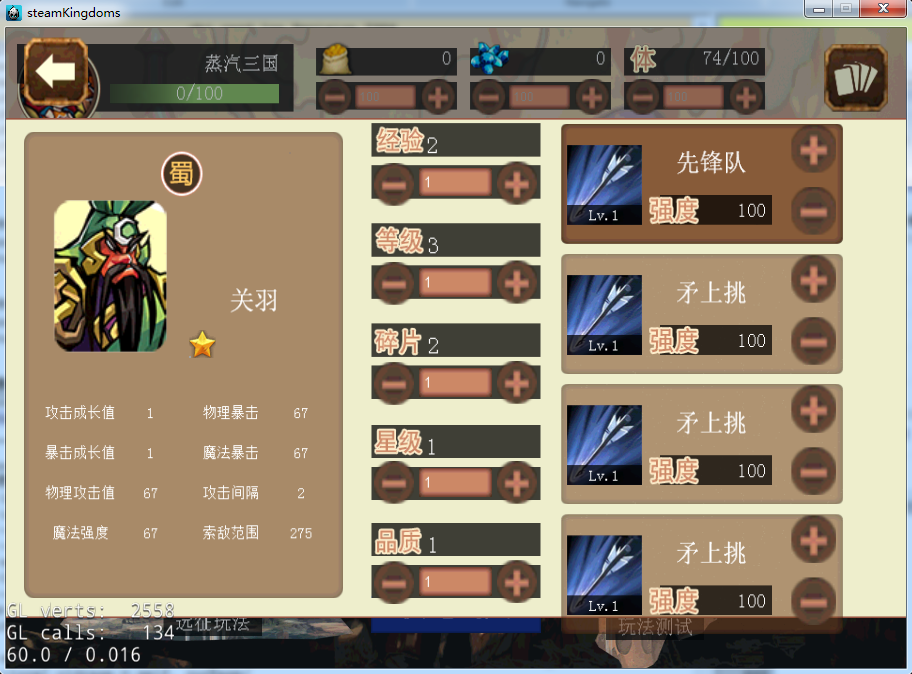 steamKingdoms
蒸汽三国
0/100
0
0
体 74/100
100
100
100
蜀
关羽
攻击成长值 1 物理暴击 67
暴击成长值 1 魔法暴击 67
物理攻击值 67 攻击间隔 2
魔法强度 67 索敌范围 275
经验 2
1
等级 3
1
碎片 2
1
星级 1
1
品质 1
1
先锋队
Lv.1
强度 100
矛上挑
Lv.1
强度 100
矛上挑
Lv.1
强度 100
矛上挑
Lv.1
强度 100
GL verts: 2558
GL calls: 134
60.0 / 0.016
远征玩法
玩法测试